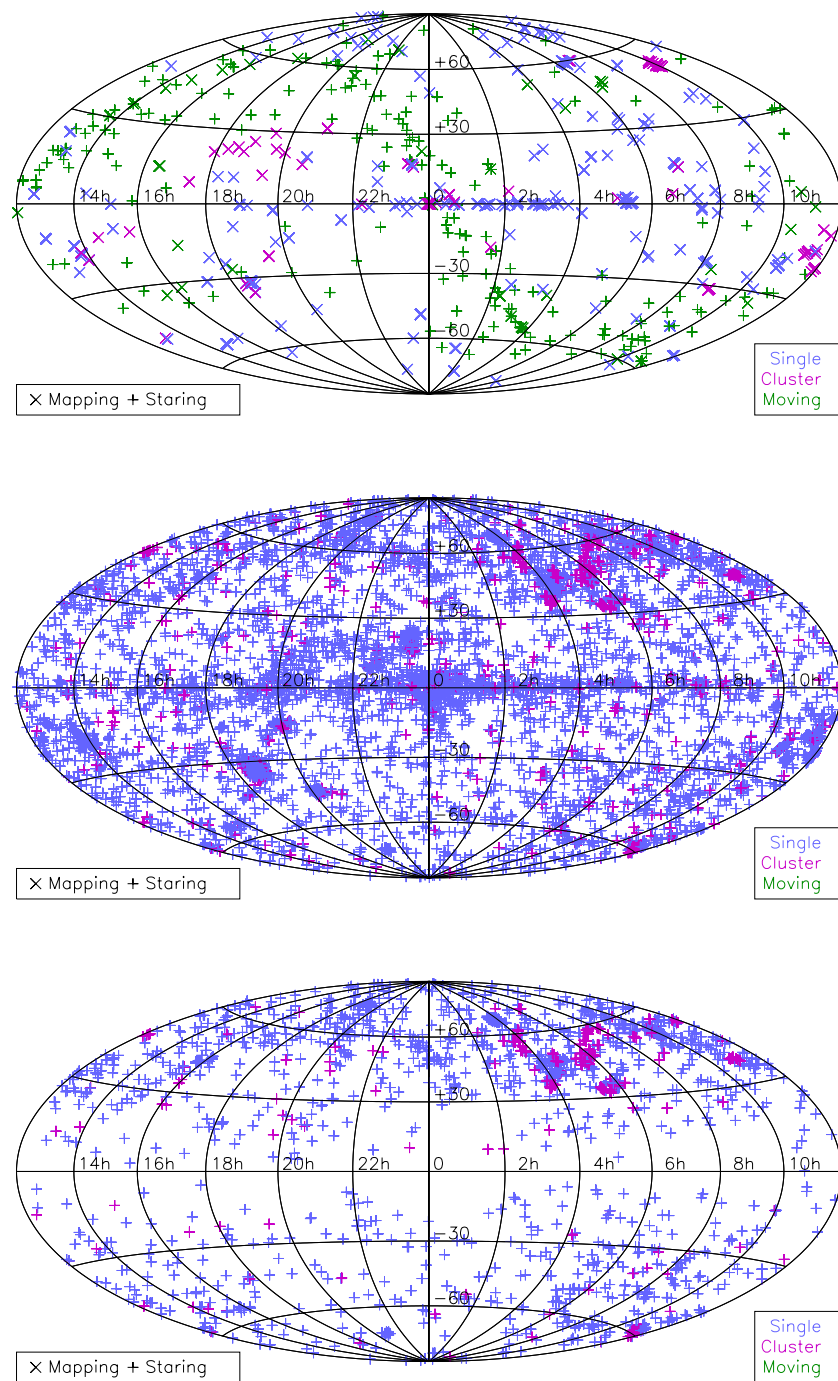 +60
+30
14h 16h 18h 20h 22h 0 2h 4h 6h 8h 10h
−30
−60
Single
Cluster
Moving
× Mapping + Staring
+60
+30
14h 16h 18h 20h 22h 0 2h 4h 6h 8h 10h
−30
−60
Single
Cluster
Moving
× Mapping + Staring
+60
+30
14h 16h 18h 20h 22h 0 2h 4h 6h 8h 10h
−30
−60
Single
Cluster
Moving
× Mapping + Staring